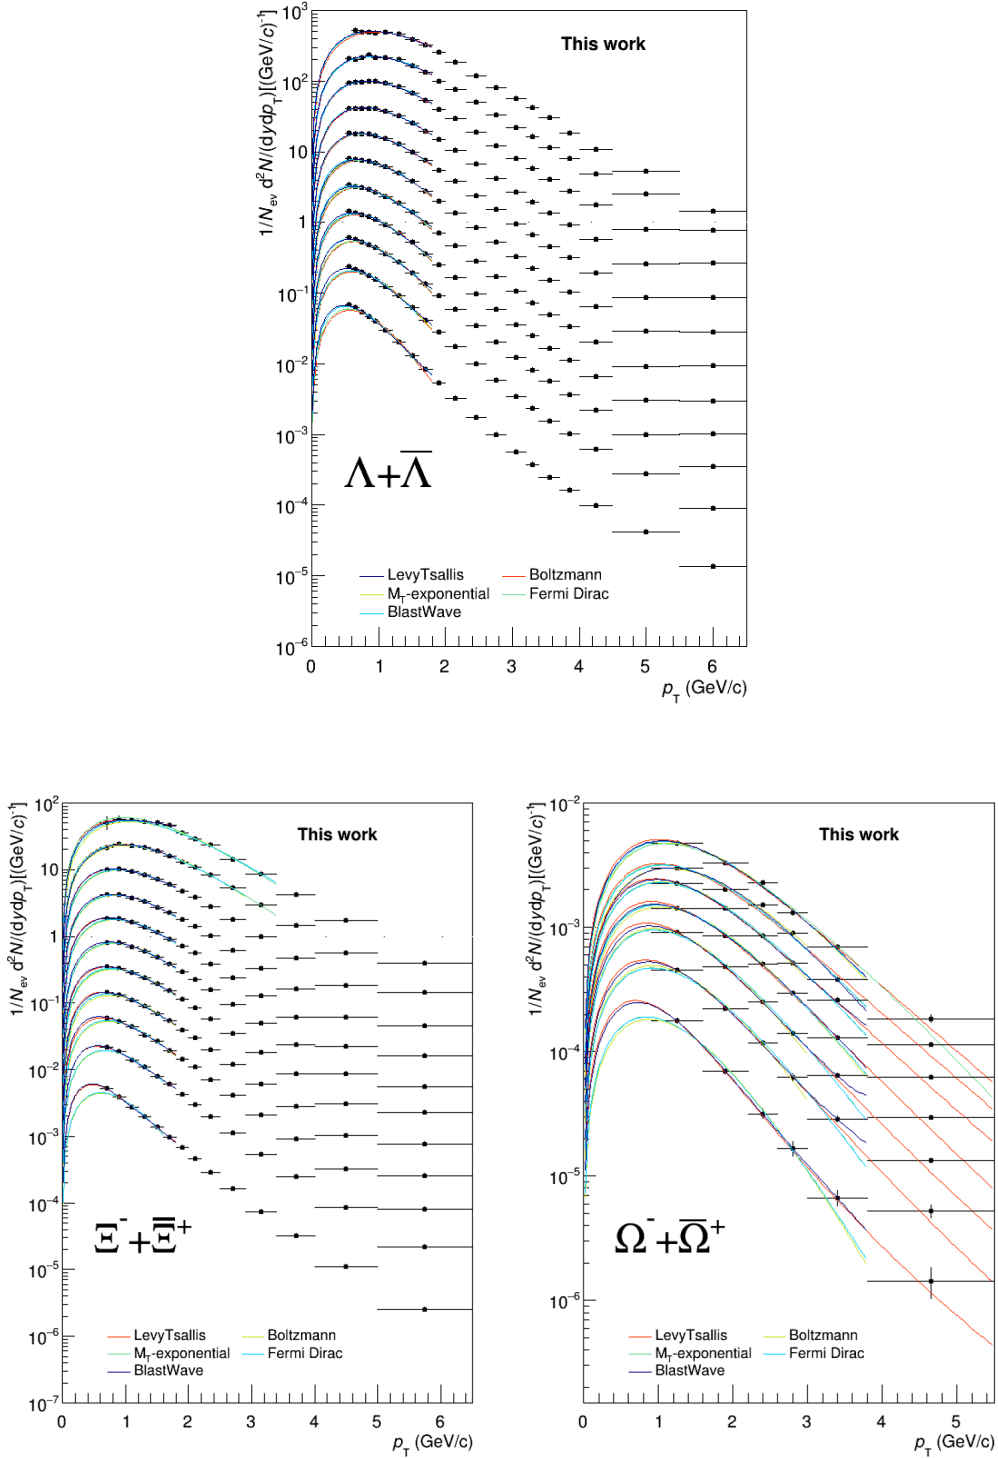 10³
This work
10²
10
1
10⁻¹
10⁻²
10⁻³
10⁻⁴
10⁻⁵
10⁻⁶
1/N_ev d²N/(dydp_T)[(GeV/c)⁻¹]
Λ+Λ̅
LevyTsallis Boltzmann
M_T-exponential Fermi Dirac
BlastWave
0 1 2 3 4 5 6
p_T (GeV/c)
10²
This work
10
1
10⁻¹
10⁻²
10⁻³
10⁻⁴
10⁻⁵
10⁻⁶
10⁻⁷
1/N_ev d²N/(dydp_T)[(GeV/c)⁻¹]
Ξ⁻+Ξ̅⁺
LevyTsallis Boltzmann
M_T-exponential Fermi Dirac
BlastWave
0 1 2 3 4 5 6
p_T (GeV/c)
10⁻²
This work
10⁻³
10⁻⁴
10⁻⁵
10⁻⁶
1/N_ev d²N/(dydp_T)[(GeV/c)⁻¹]
Ω⁻+Ω̅⁺
LevyTsallis Boltzmann
M_T-exponential Fermi Dirac
BlastWave
0 1 2 3 4 5
p_T (GeV/c)